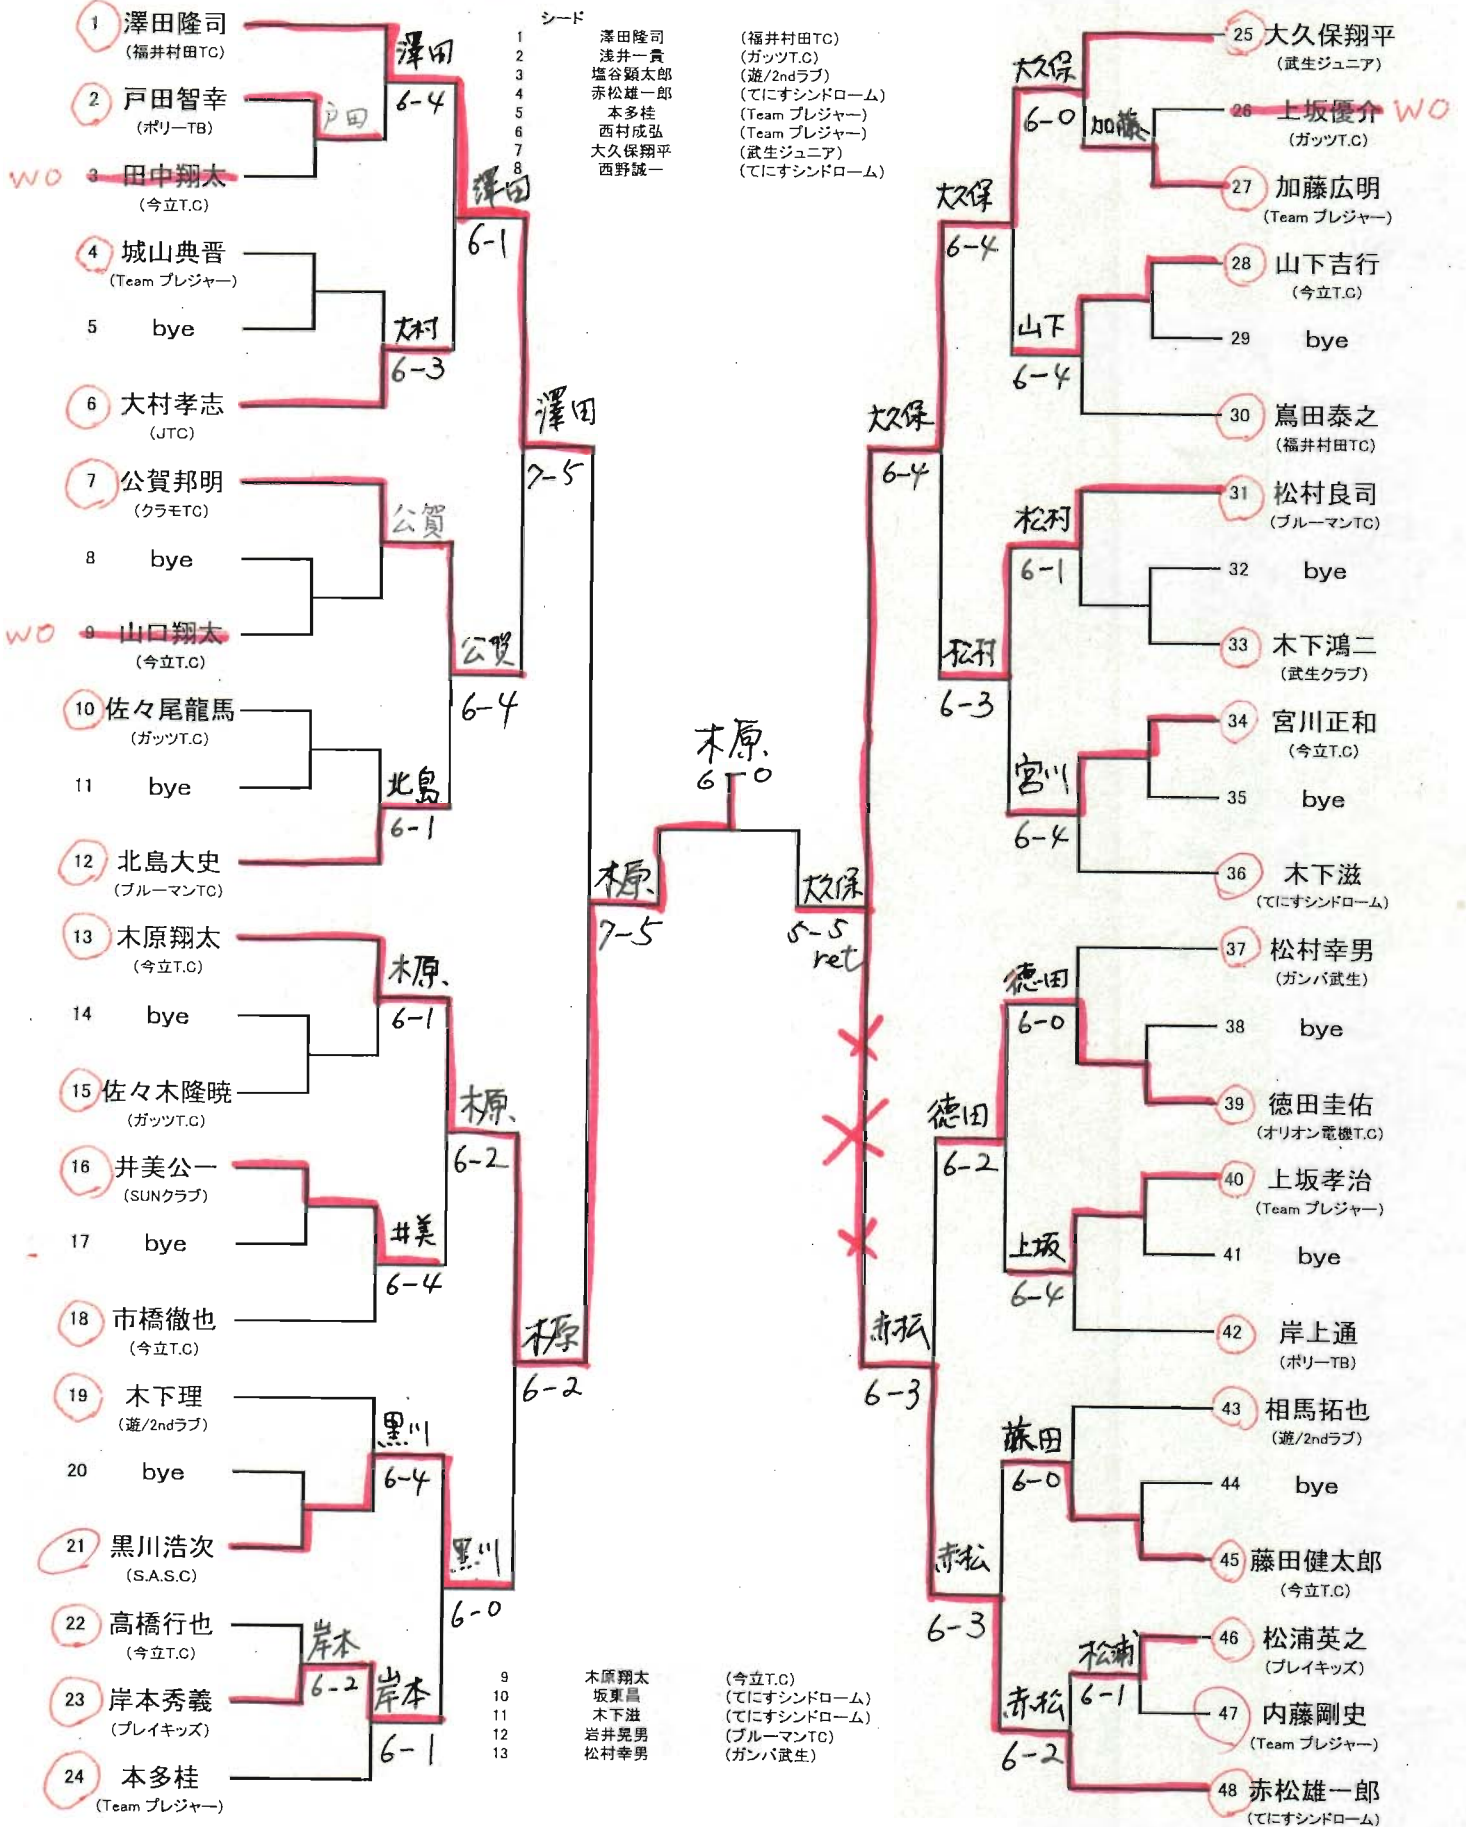 シード
1 澤田隆司 (福井村田TC)
2 浅井一貴 (ガッツT.C)
3 塩谷顕太郎 (遊/2ndラブ)
4 赤松雄一郎 (てにすシンドローム)
5 本多桂 (Team プレジャー)
6 西村成弘 (Team プレジャー)
7 大久保翔平 (武生ジュニア)
8 西野誠一 (てにすシンドローム)
1 澤田隆司
(福井村田TC)
澤田
6-4
2 戸田智幸
(ポリーTB)
戸田
WO 3 田中翔太
(今立T.C)
澤田
6-1
4 城山典晋
(Team プレジャー)
5 bye
大村
6-3
6 大村孝志
(JTC)
澤田
7-5
7 公賀邦明
(クラモTC)
公賀
8 bye
WO 9 山口翔太
(今立T.C)
公賀
6-4
10 佐々尾龍馬
(ガッツT.C)
11 bye
北島
6-1
12 北島大史
(ブルーマンTC)
木原
7-5
13 木原翔太
(今立T.C)
木原
6-1
14 bye
15 佐々木隆暁
(ガッツT.C)
木原
6-2
16 井美公一
(SUNクラブ)
17 bye
井美
6-4
18 市橋徹也
(今立T.C)
木原
6-2
19 木下理
(遊/2ndラブ)
黒川
6-4
20 bye
21 黒川浩次
(S.A.S.C)
黒川
6-0
22 高橋行也
(今立T.C)
岸本
6-2
23 岸本秀義
(プレイキッズ)
岸本
6-1
24 本多桂
(Team プレジャー)
木原
6-0
25 大久保翔平
(武生ジュニア)
大久保
6-0
26 上坂優介 WO
(ガッツT.C)
加藤
27 加藤広明
(Team プレジャー)
大久保
6-4
28 山下吉行
(今立T.C)
29 bye
山下
6-4
30 嶌田泰之
(福井村田TC)
大久保
6-4
31 松村良司
(ブルーマンTC)
松村
6-1
32 bye
33 木下鴻二
(武生クラブ)
松村
6-3
34 宮川正和
(今立T.C)
35 bye
宮川
6-4
36 木下滋
(てにすシンドローム)
大久保
5-5
ret
37 松村幸男
(ガンバ武生)
徳田
6-0
38 bye
39 徳田圭佑
(オリオン電機T.C)
徳田
6-2
40 上坂孝治
(Team プレジャー)
41 bye
上坂
6-4
42 岸上通
(ポリーTB)
赤松
6-3
43 相馬拓也
(遊/2ndラブ)
藤田
6-0
44 bye
45 藤田健太郎
(今立T.C)
赤松
6-3
46 松浦英之
(プレイキッズ)
松浦
6-1
47 内藤剛史
(Team プレジャー)
赤松
6-2
48 赤松雄一郎
(てにすシンドローム)
9 木原翔太 (今立T.C)
10 坂東昌 (てにすシンドローム)
11 木下滋 (てにすシンドローム)
12 岩井晃男 (ブルーマンTC)
13 松村幸男 (ガンバ武生)